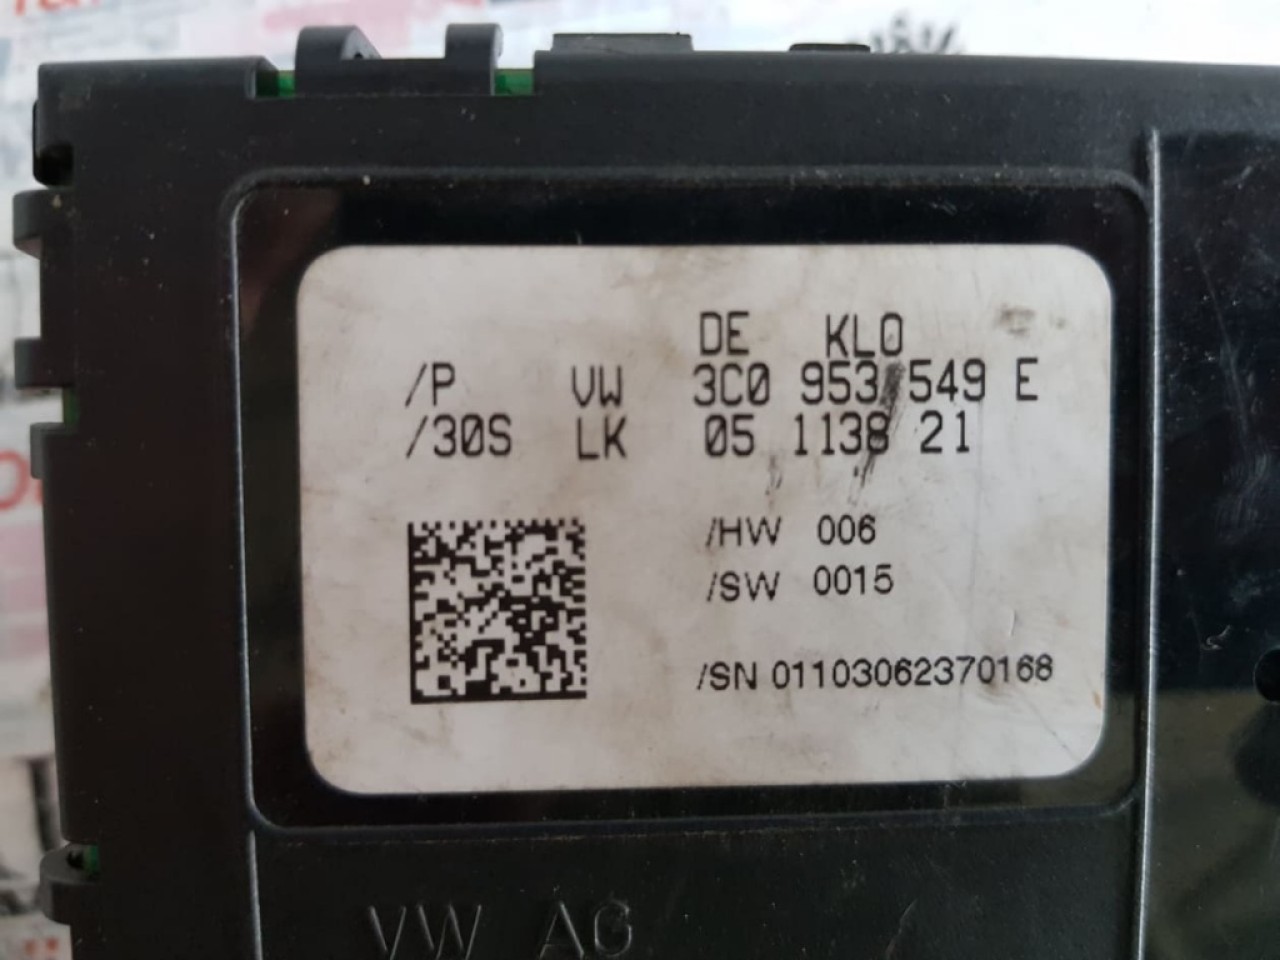 DE KLO
/P VW 3C0 953 549 E
/30S LK 05 1138 21
/HW 006
/SW 0015
/SN 01103062370168
VW AG